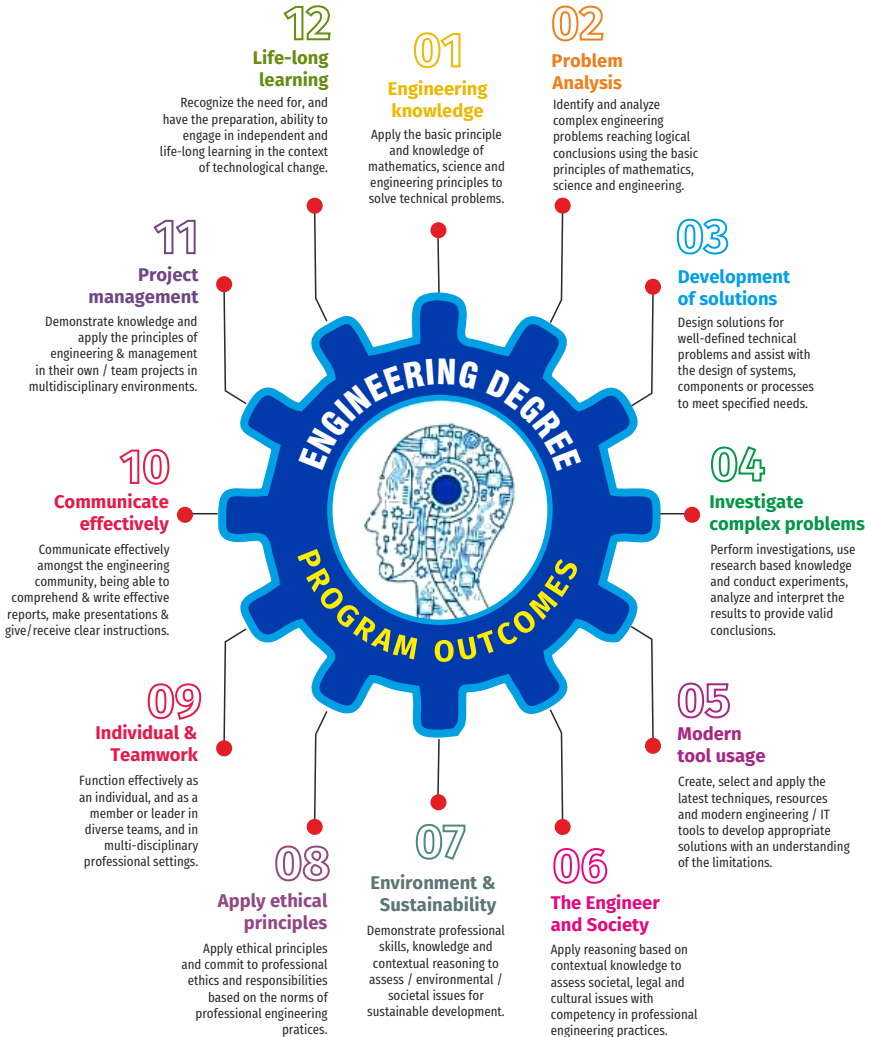 01
Engineering
knowledge
Apply the basic principle
and knowledge of
mathematics, science and
engineering principles to
solve technical problems.
02
Problem
Analysis
Identify and analyze
complex engineering
problems reaching logical
conclusions using the basic
principles of mathematics,
science and engineering.
03
Development
of solutions
Design solutions for
well-defined technical
problems and assist with
the design of systems,
components or processes
to meet specified needs.
04
Investigate
complex problems
Perform investigations, use
research based knowledge
and conduct experiments,
analyze and interpret the
results to provide valid
conclusions.
05
Modern
tool usage
Create, select and apply the
latest techniques, resources
and modern engineering / IT
tools to develop appropriate
solutions with an understanding
of the limitations.
06
The Engineer
and Society
Apply reasoning based on
contextual knowledge to
assess societal, legal and
cultural issues with
competency in professional
engineering practices.
07
Environment &
Sustainability
Demonstrate professional
skills, knowledge and
contextual reasoning to
assess / environmental /
societal issues for
sustainable development.
08
Apply ethical
principles
Apply ethical principles
and commit to professional
ethics and responsibilities
based on the norms of
professional engineering
pratices.
09
Individual &
Teamwork
Function effectively as
an individual, and as a
member or leader in
diverse teams, and in
multi-disciplinary
professional settings.
10
Communicate
effectively
Communicate effectively
amongst the engineering
community, being able to
comprehend & write effective
reports, make presentations &
give/receive clear instructions.
11
Project
management
Demonstrate knowledge and
apply the principles of
engineering & management
in their own / team projects in
multidisciplinary environments.
12
Life-long
learning
Recognize the need for, and
have the preparation, ability to
engage in independent and
life-long learning in the context
of technological change.
ENGINEERING DEGREE
PROGRAM OUTCOMES